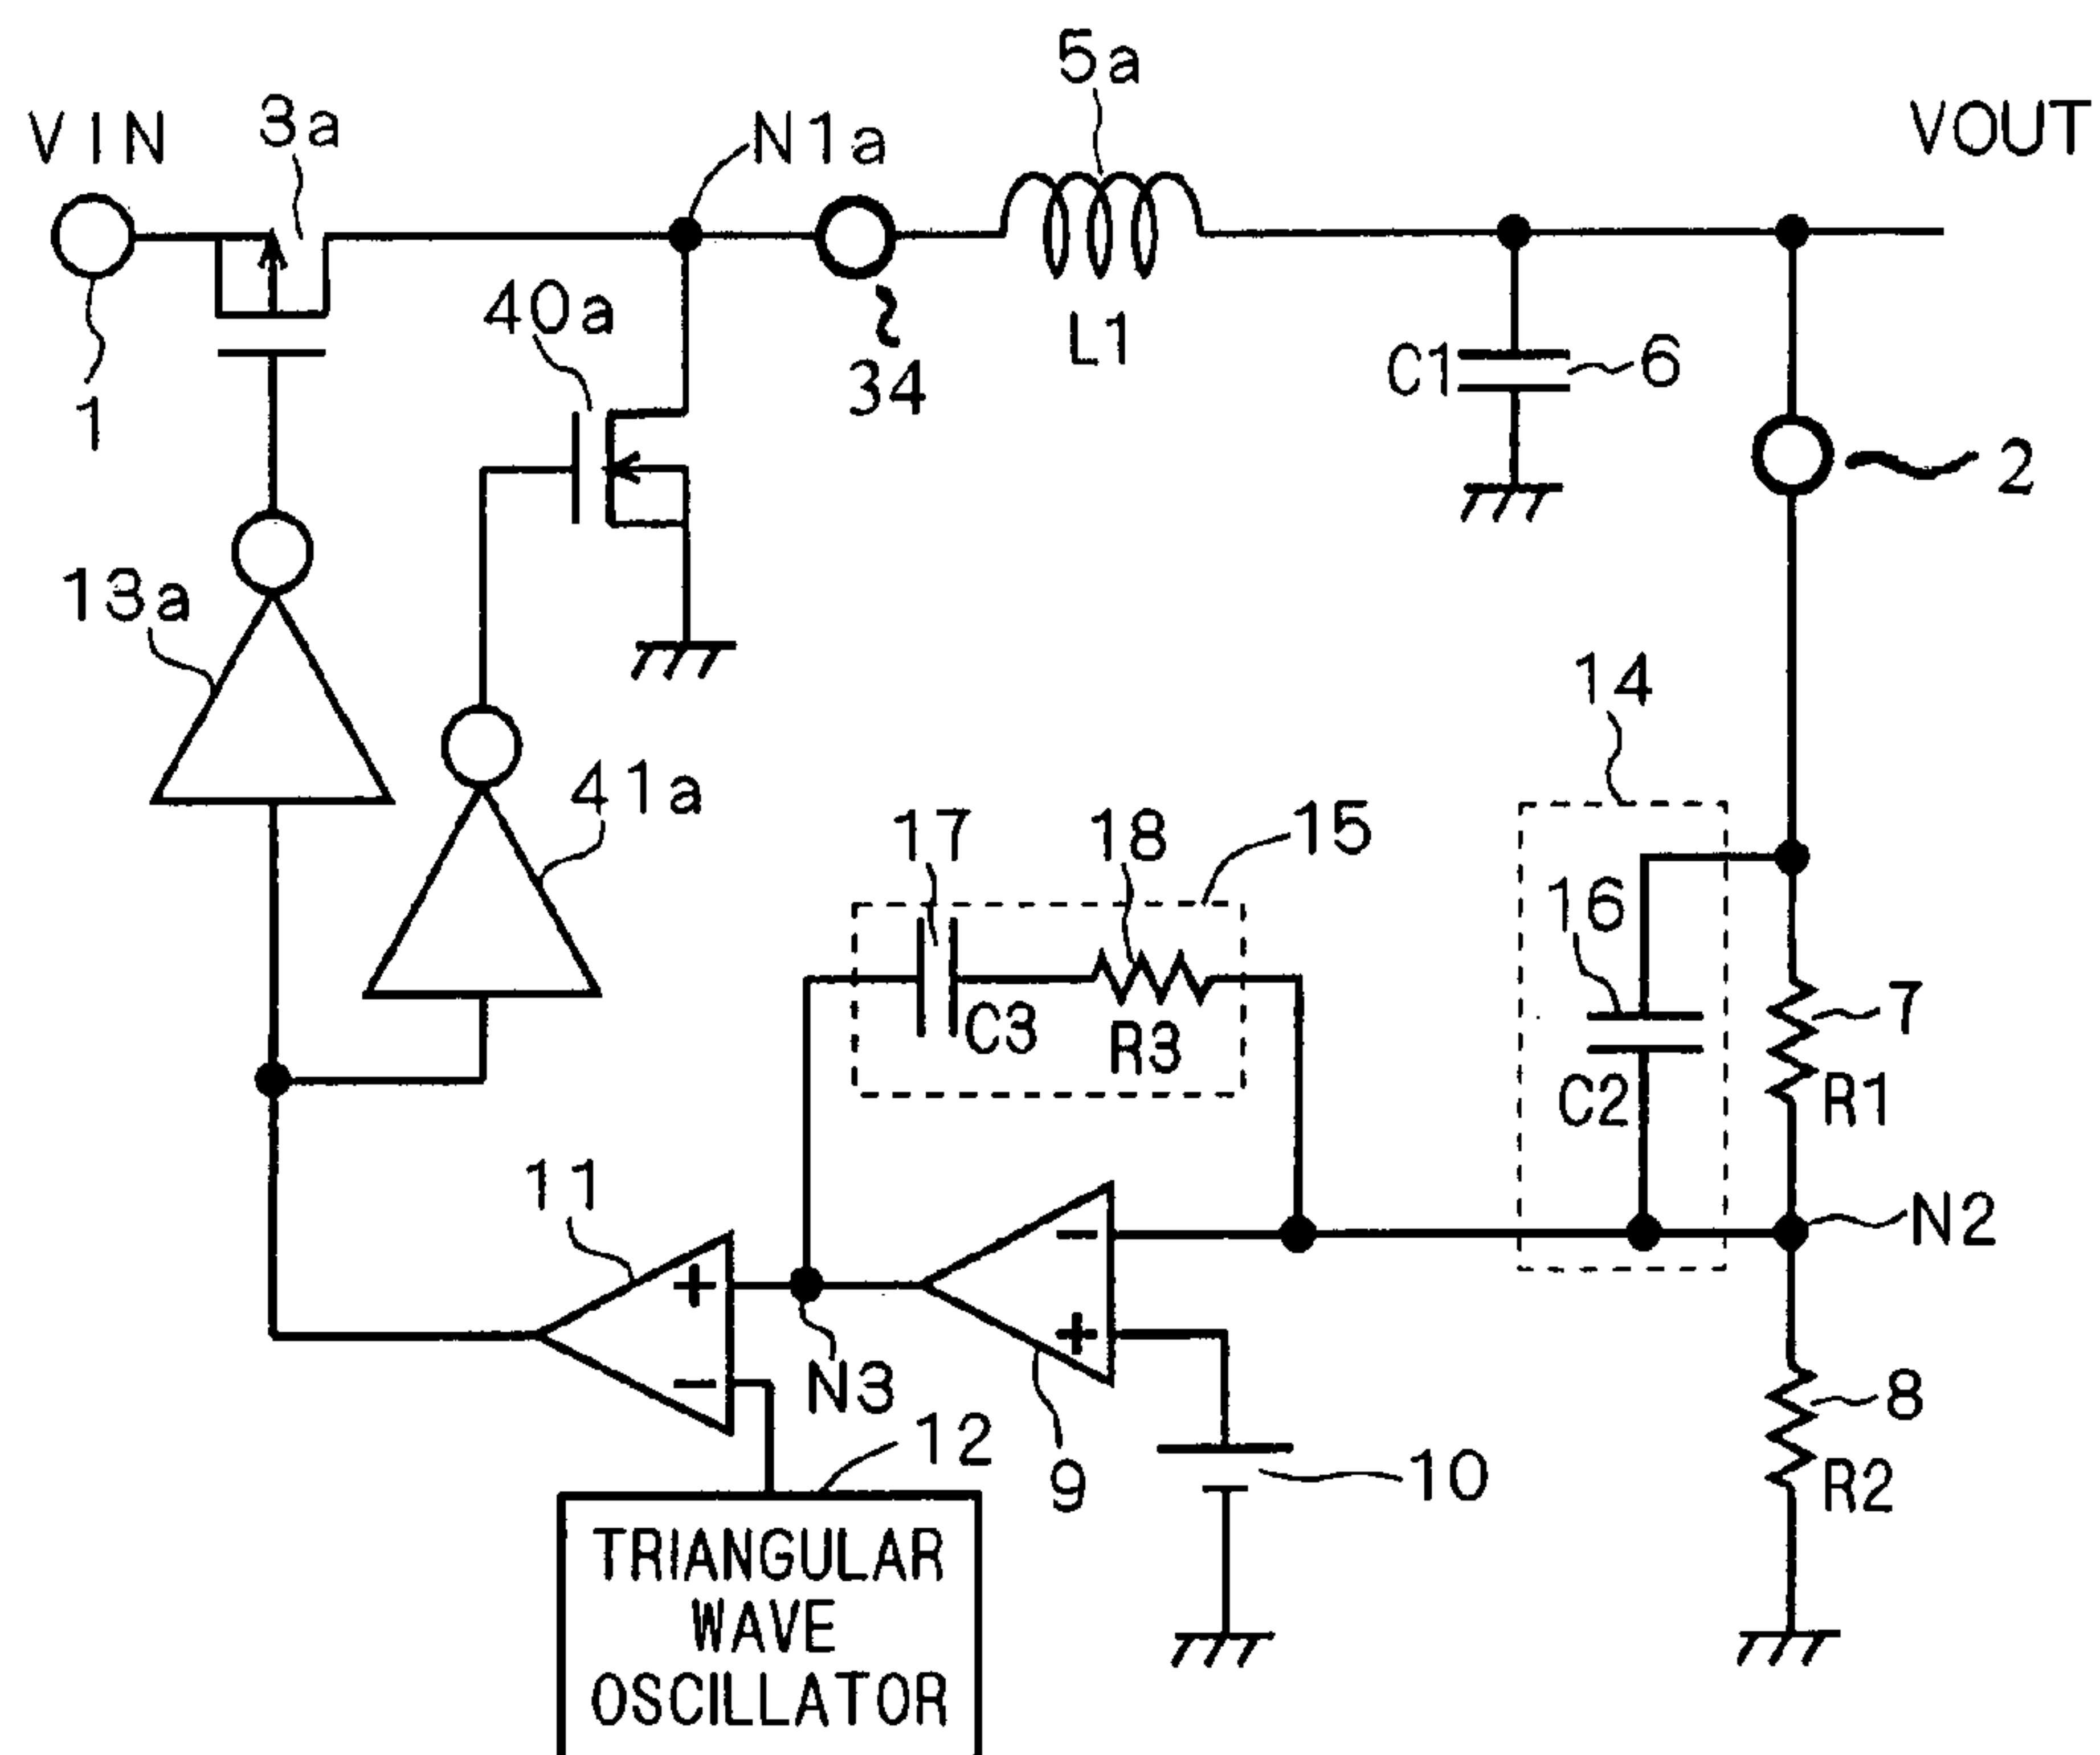 5a
VIN
3a
N1a
VOUT
40a
L1
34
C1
6
1
2
13a
14
41a
17
18
15
16
7
C3
R3
C2
R1
11
N2
N3
12
9
10
8
R2
TRIANGULAR
WAVE
OSCILLATOR